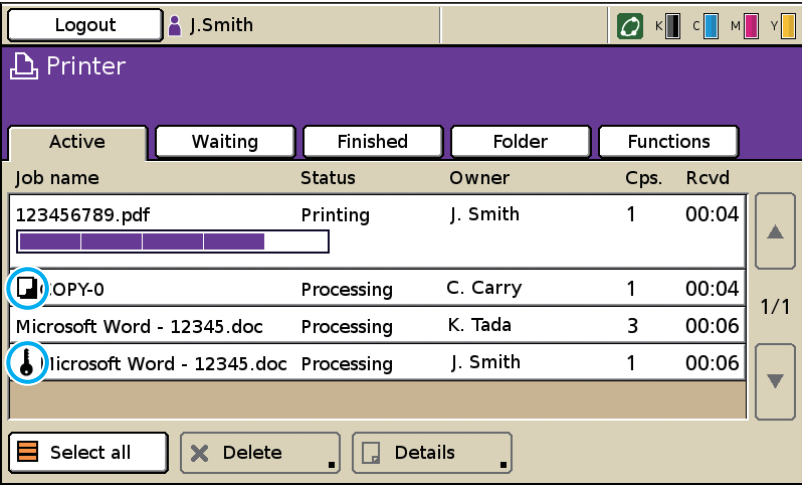 Logout J.Smith K C M Y
Printer
Active Waiting Finished Folder Functions
Job name Status Owner Cps. Rcvd
123456789.pdf Printing J. Smith 1 00:04
COPY-0 Processing C. Carry 1 00:04
1/1
Microsoft Word - 12345.doc Processing K. Tada 3 00:06
Microsoft Word - 12345.doc Processing J. Smith 1 00:06
Select all Delete Details